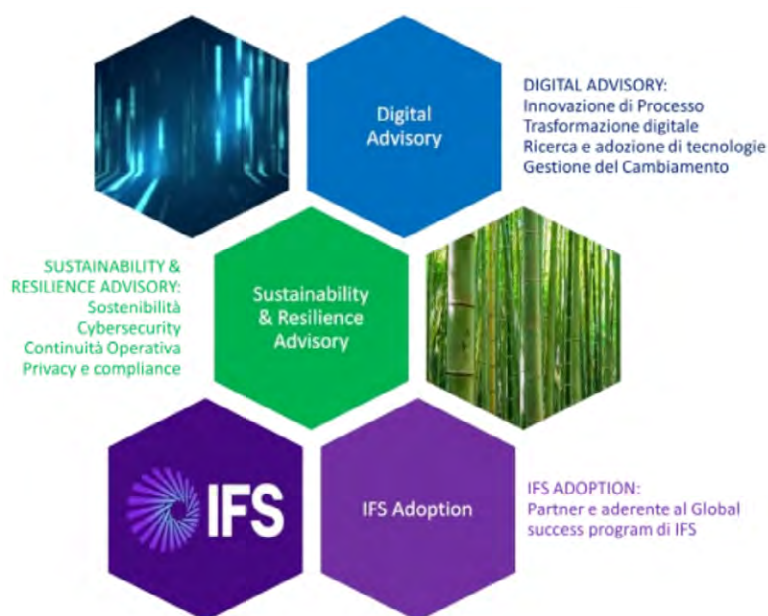 Digital
Advisory
DIGITAL ADVISORY:
Innovazione di Processo
Trasformazione digitale
Ricerca e adozione di tecnologie
Gestione del Cambiamento
SUSTAINABILITY &
RESILIENCE ADVISORY:
Sostenibilità
Cybersecurity
Continuità Operativa
Privacy e compliance
Sustainability
& Resilience
Advisory
IFS
IFS Adoption
IFS ADOPTION:
Partner e aderente al Global
success program di IFS